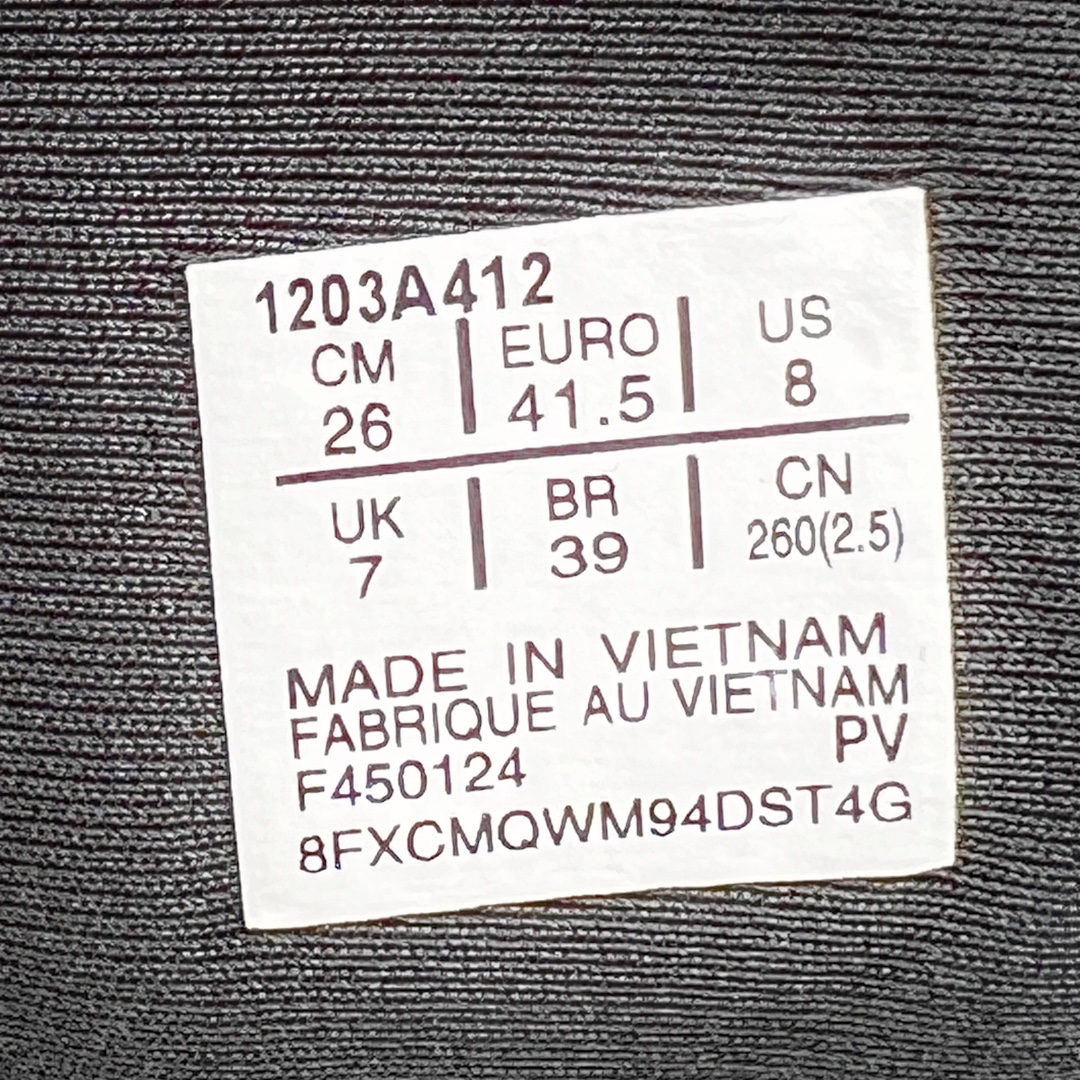 1203A412
CM EURO US
26 41.5 8
UK BR CN
7 39 260(2.5)
MADE IN VIETNAM
FABRIQUE AU VIETNAM
PV
F450124
8FXCMQWM94DST4G